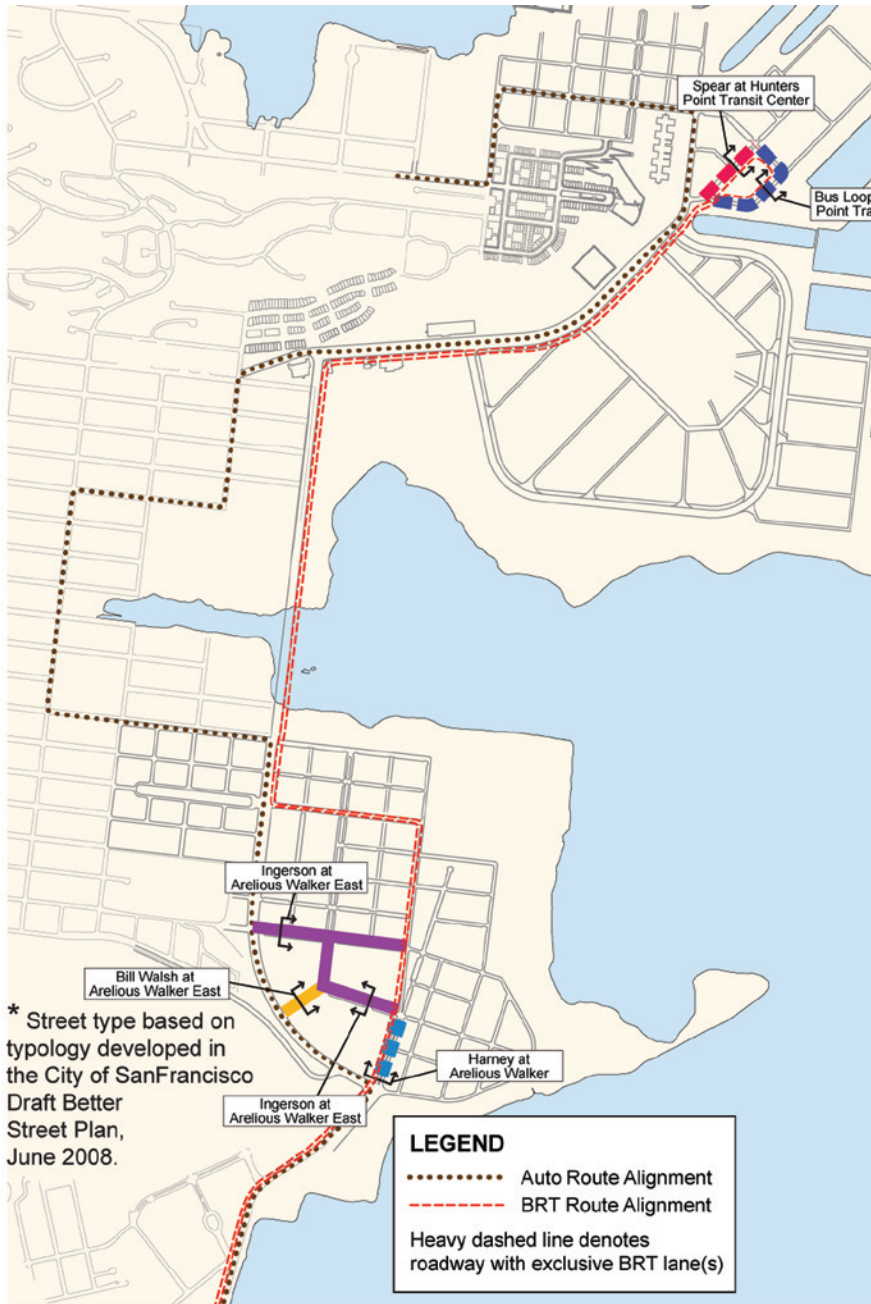 Spear at Hunters
Point Transit Center
Bus Loop
Point Tra
Ingerson at
Arelious Walker East
Bill Walsh at
Arelious Walker East
* Street type based on
typology developed in
the City of SanFrancisco
Draft Better
Street Plan,
June 2008.
Harney at
Arelious Walker
Ingerson at
Arelious Walker East
LEGEND
Auto Route Alignment
BRT Route Alignment
Heavy dashed line denotes
roadway with exclusive BRT lane(s)